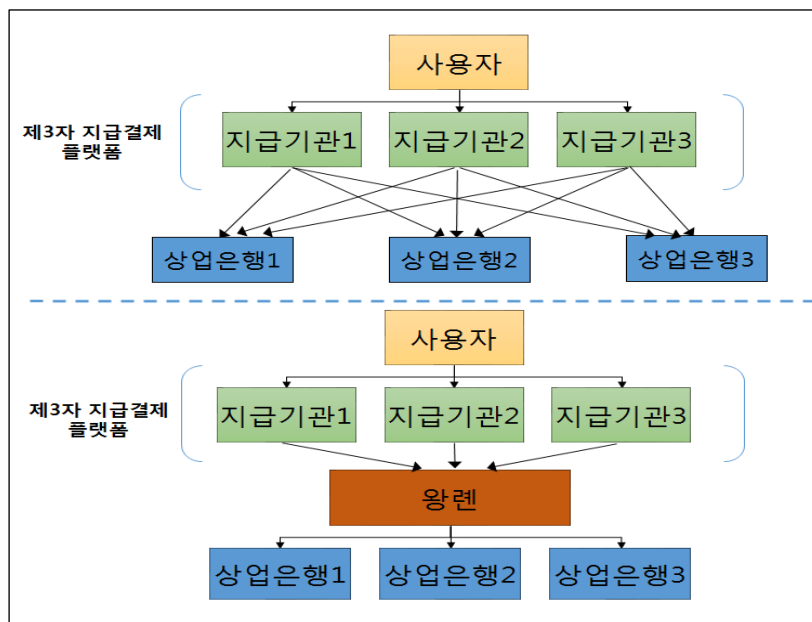 사용자
제3자 지급결제
플랫폼
지급기관1 지급기관2 지급기관3
상업은행1 상업은행2 상업은행3
사용자
제3자 지급결제
플랫폼
지급기관1 지급기관2 지급기관3
왕롄
상업은행1 상업은행2 상업은행3